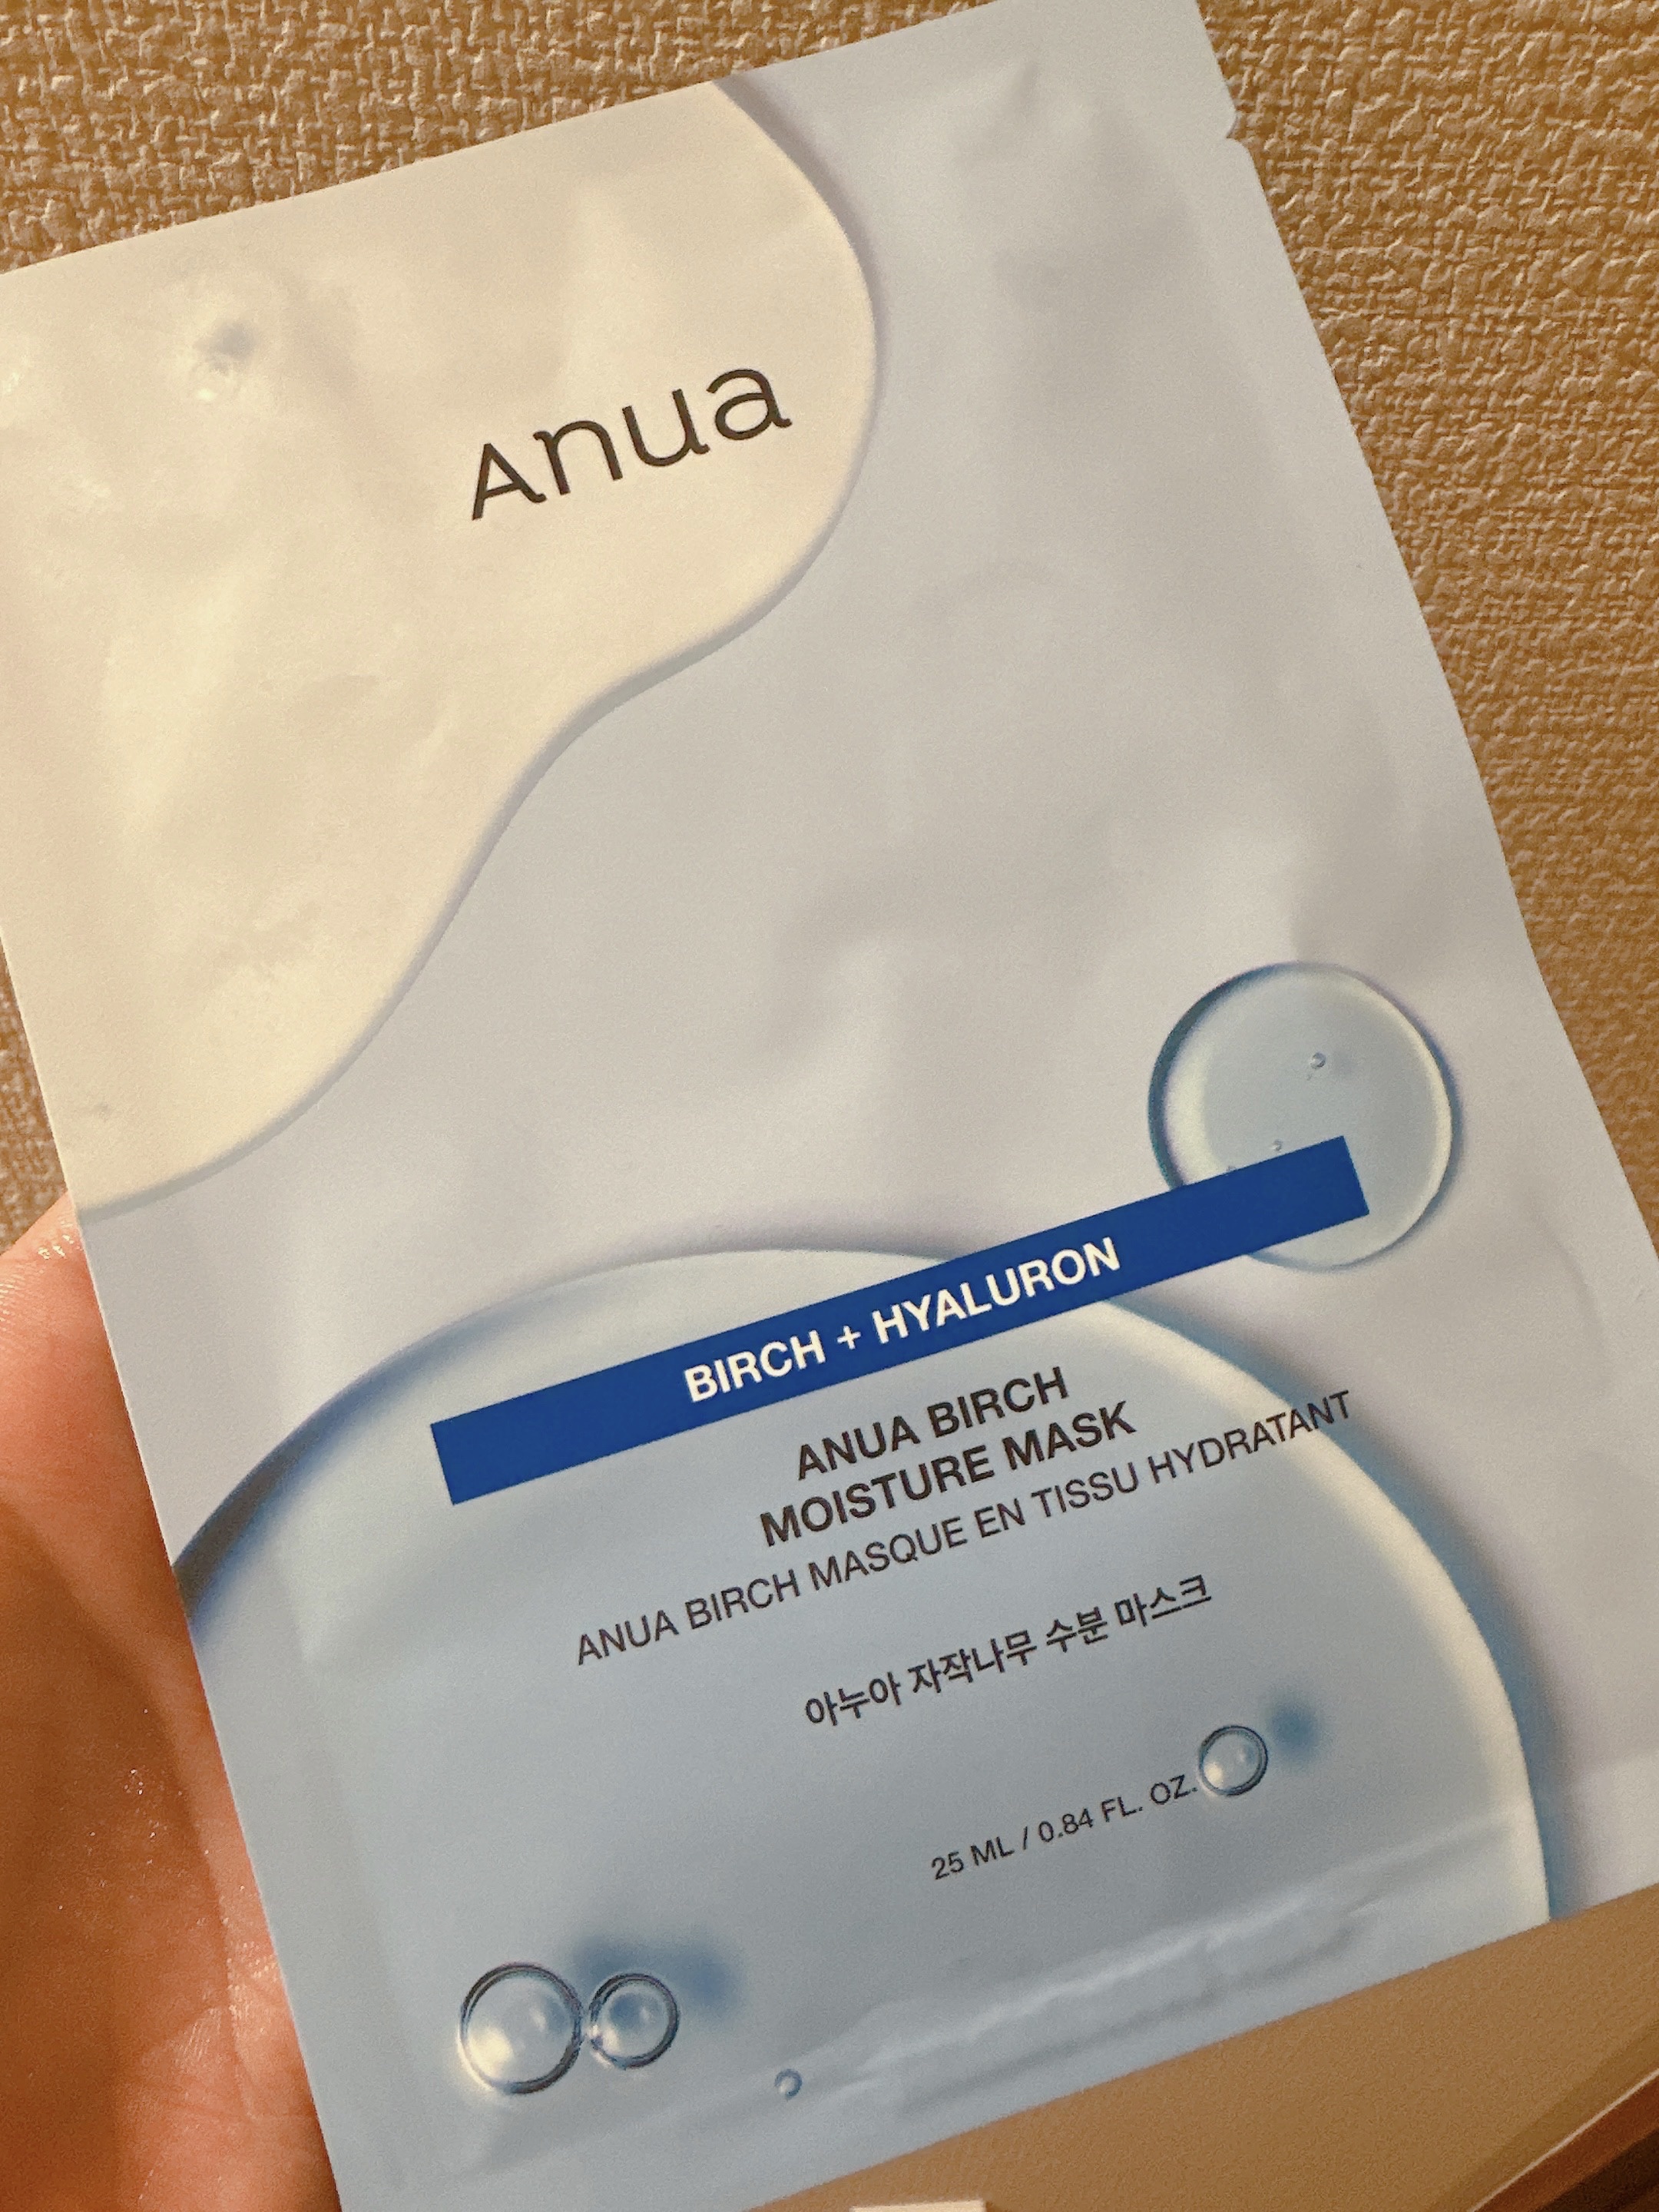 Anua
BIRCH + HYALURON
ANUA BIRCH
MOISTURE MASK
ANUA BIRCH MASQUE EN TISSU HYDRATANT
아누아 자작나무 수분 마스크
25 ML / 0.84 FL. OZ.